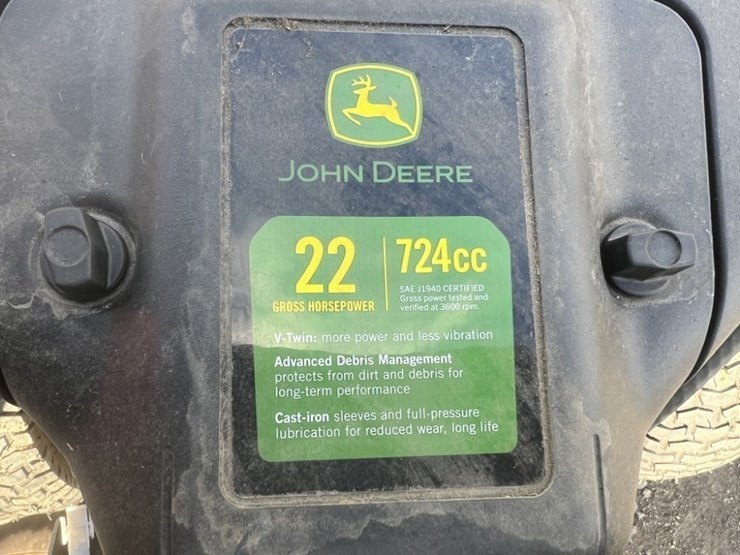 JOHN DEERE
22
GROSS HORSEPOWER
724cc
SAE J1940 CERTIFIED
Gross power tested and
verified at 3600 rpm.
V-Twin: more power and less vibration
Advanced Debris Management
protects from dirt and debris for
long-term performance
Cast-iron sleeves and full-pressure
lubrication for reduced wear, long life